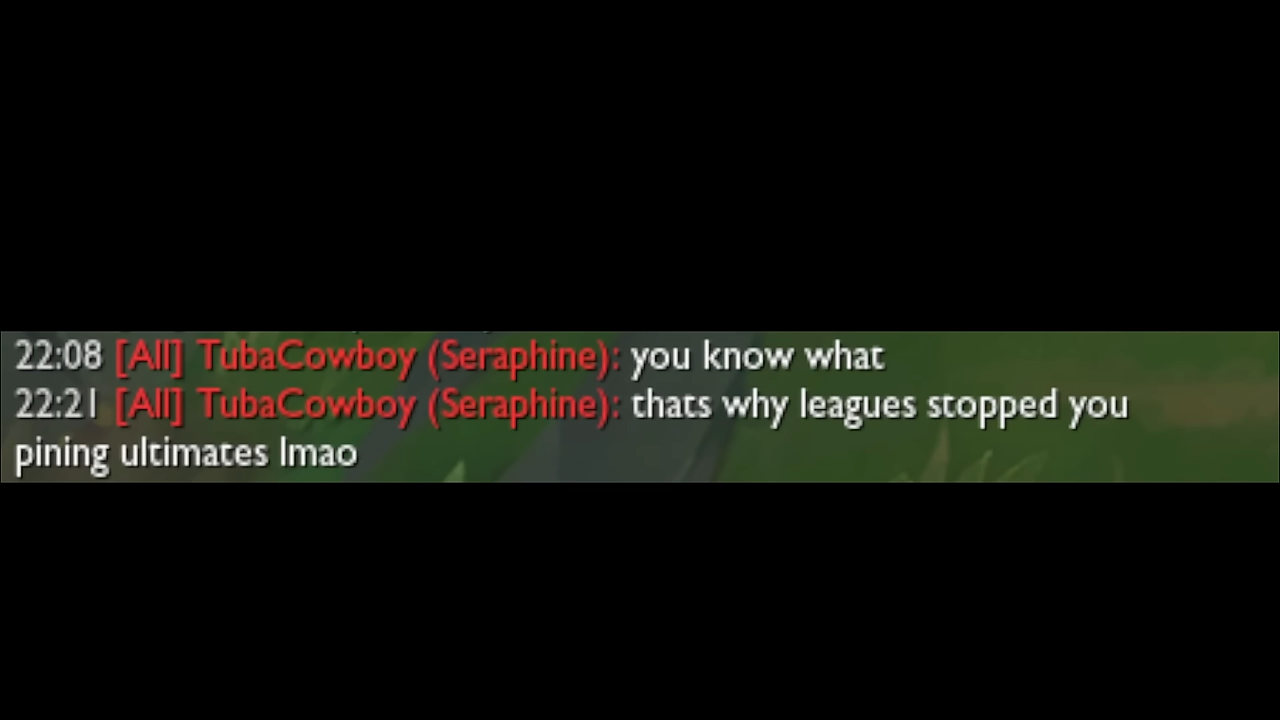 22:08 [All] TubaCowboy (Seraphine): you know what
22:21 [All] TubaCowboy (Seraphine): thats why leagues stopped you
pining ultimates lmao